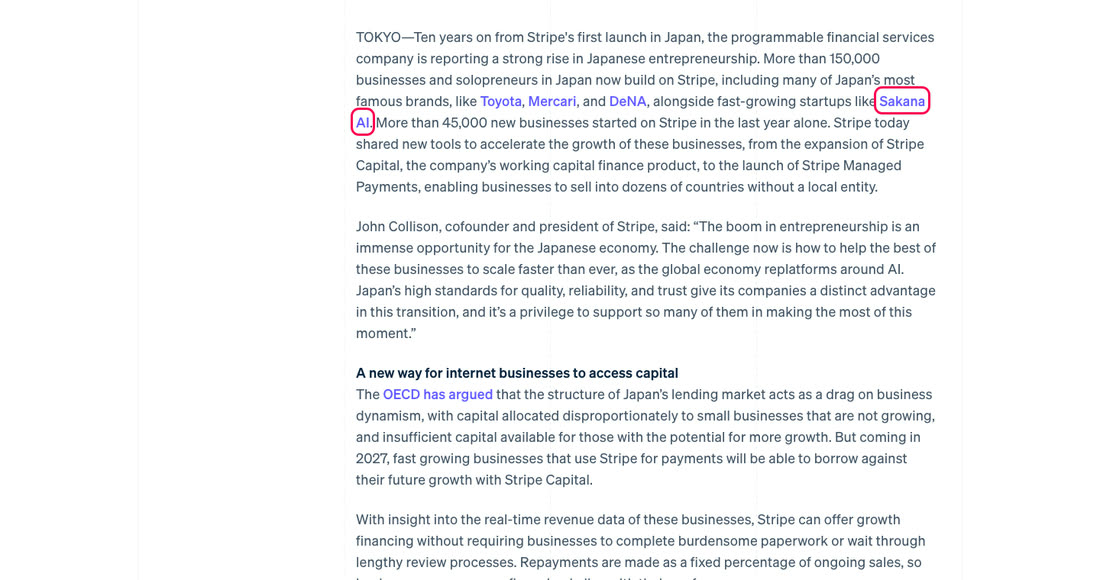 TOKYO—Ten years on from Stripe's first launch in Japan, the programmable financial services
company is reporting a strong rise in Japanese entrepreneurship. More than 150,000
businesses and solopreneurs in Japan now build on Stripe, including many of Japan’s most
famous brands, like Toyota, Mercari, and DeNA, alongside fast-growing startups like Sakana
AI. More than 45,000 new businesses started on Stripe in the last year alone. Stripe today
shared new tools to accelerate the growth of these businesses, from the expansion of Stripe
Capital, the company’s working capital finance product, to the launch of Stripe Managed
Payments, enabling businesses to sell into dozens of countries without a local entity.
John Collison, cofounder and president of Stripe, said: “The boom in entrepreneurship is an
immense opportunity for the Japanese economy. The challenge now is how to help the best of
these businesses to scale faster than ever, as the global economy replatforms around AI.
Japan’s high standards for quality, reliability, and trust give its companies a distinct advantage
in this transition, and it’s a privilege to support so many of them in making the most of this
moment.”
A new way for internet businesses to access capital
The OECD has argued that the structure of Japan’s lending market acts as a drag on business
dynamism, with capital allocated disproportionately to small businesses that are not growing,
and insufficient capital available for those with the potential for more growth. But coming in
2027, fast growing businesses that use Stripe for payments will be able to borrow against
their future growth with Stripe Capital.
With insight into the real-time revenue data of these businesses, Stripe can offer growth
financing without requiring businesses to complete burdensome paperwork or wait through
lengthy review processes. Repayments are made as a fixed percentage of ongoing sales, so